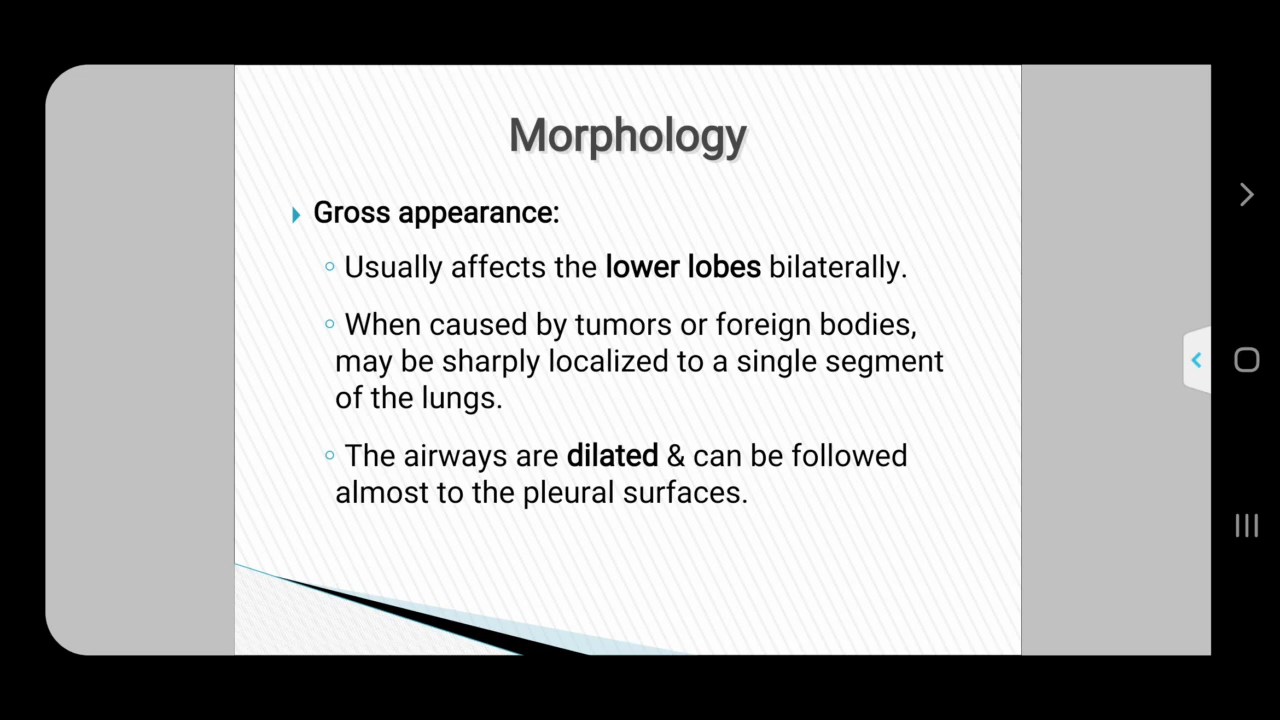 Morphology
Gross appearance:
Usually affects the lower lobes bilaterally.
When caused by tumors or foreign bodies,
may be sharply localized to a single segment
of the lungs.
The airways are dilated & can be followed
almost to the pleural surfaces.